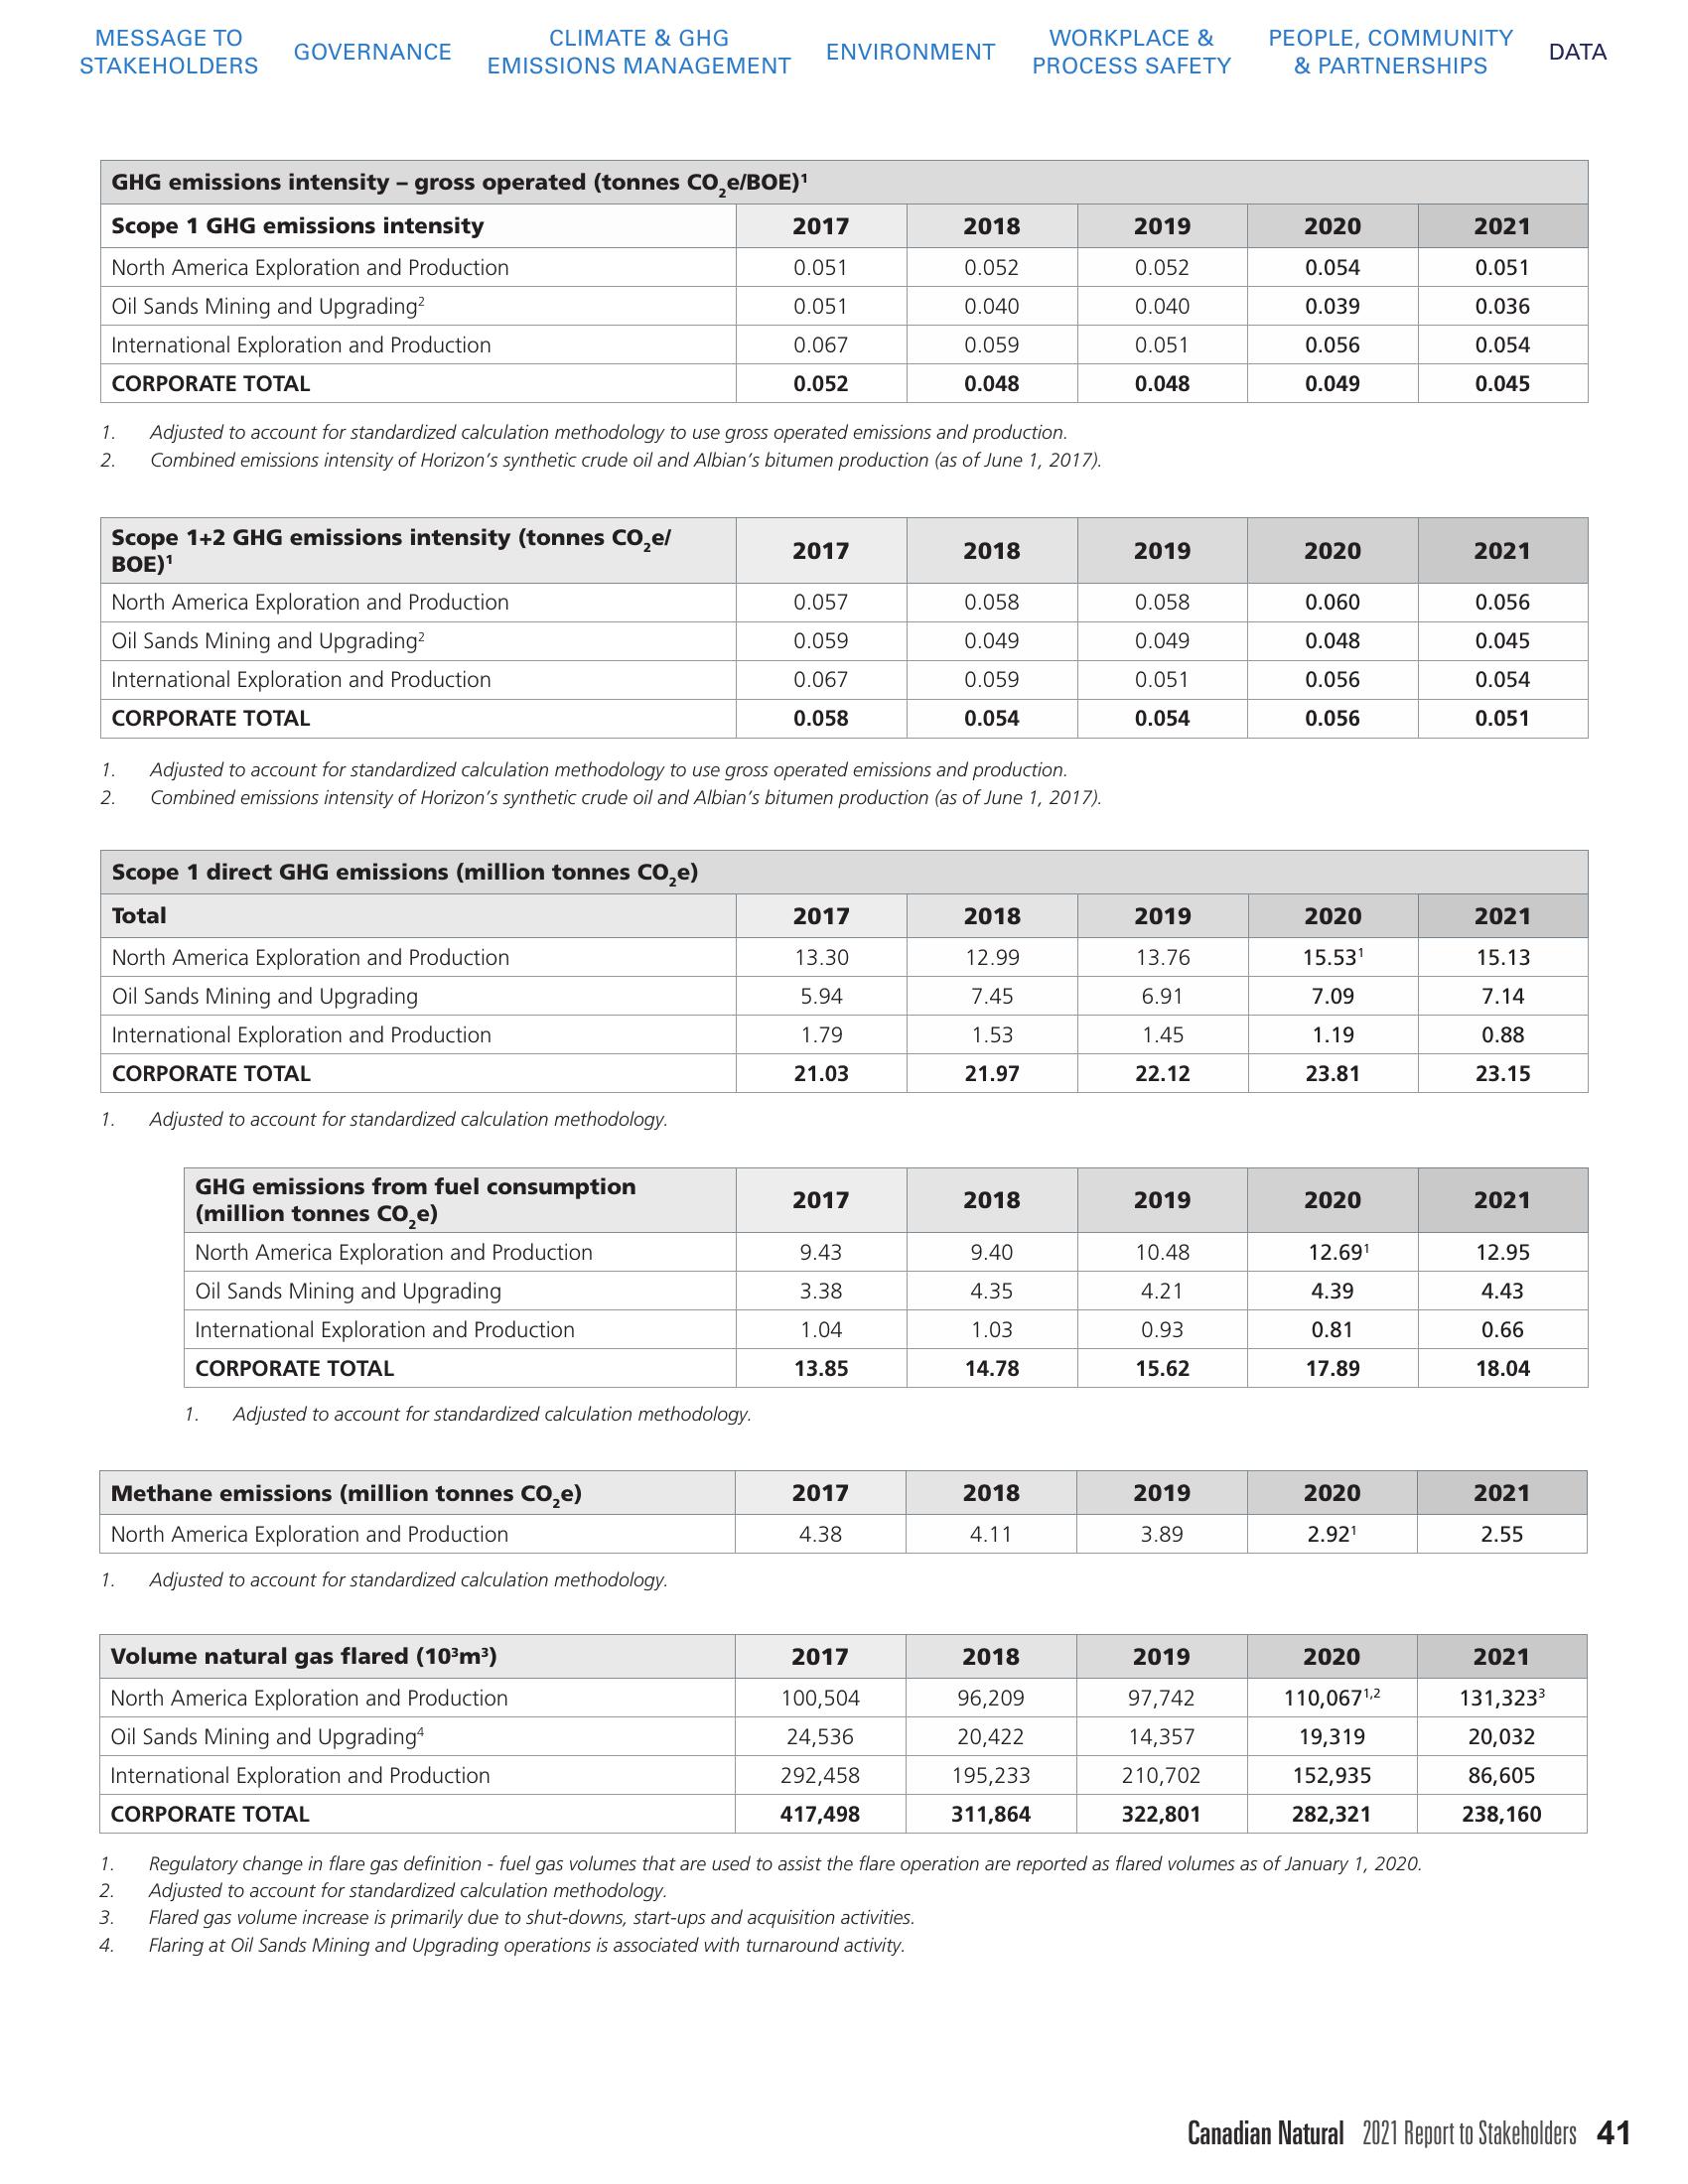 MESSAGE TO
STAKEHOLDERS
GOVERNANCE
CLIMATE & GHG
EMISSIONS MANAGEMENT
ENVIRONMENT
WORKPLACE &
PROCESS SAFETY
PEOPLE, COMMUNITY
& PARTNERSHIPS
DATA
GHG emissions intensity – gross operated (tonnes CO₂e/BOE)¹
Scope 1 GHG emissions intensity 2017 2018 2019 2020 2021
North America Exploration and Production 0.051 0.052 0.052 0.054 0.051
Oil Sands Mining and Upgrading² 0.051 0.040 0.040 0.039 0.036
International Exploration and Production 0.067 0.059 0.051 0.056 0.054
CORPORATE TOTAL 0.052 0.048 0.048 0.049 0.045
1. Adjusted to account for standardized calculation methodology to use gross operated emissions and production.
2. Combined emissions intensity of Horizon’s synthetic crude oil and Albian’s bitumen production (as of June 1, 2017).
Scope 1+2 GHG emissions intensity (tonnes CO₂e/
BOE)¹ 2017 2018 2019 2020 2021
North America Exploration and Production 0.057 0.058 0.058 0.060 0.056
Oil Sands Mining and Upgrading² 0.059 0.049 0.049 0.048 0.045
International Exploration and Production 0.067 0.059 0.051 0.056 0.054
CORPORATE TOTAL 0.058 0.054 0.054 0.056 0.051
1. Adjusted to account for standardized calculation methodology to use gross operated emissions and production.
2. Combined emissions intensity of Horizon’s synthetic crude oil and Albian’s bitumen production (as of June 1, 2017).
Scope 1 direct GHG emissions (million tonnes CO₂e)
Total 2017 2018 2019 2020 2021
North America Exploration and Production 13.30 12.99 13.76 15.53¹ 15.13
Oil Sands Mining and Upgrading 5.94 7.45 6.91 7.09 7.14
International Exploration and Production 1.79 1.53 1.45 1.19 0.88
CORPORATE TOTAL 21.03 21.97 22.12 23.81 23.15
1. Adjusted to account for standardized calculation methodology.
GHG emissions from fuel consumption
(million tonnes CO₂e) 2017 2018 2019 2020 2021
North America Exploration and Production 9.43 9.40 10.48 12.69¹ 12.95
Oil Sands Mining and Upgrading 3.38 4.35 4.21 4.39 4.43
International Exploration and Production 1.04 1.03 0.93 0.81 0.66
CORPORATE TOTAL 13.85 14.78 15.62 17.89 18.04
1. Adjusted to account for standardized calculation methodology.
Methane emissions (million tonnes CO₂e) 2017 2018 2019 2020 2021
North America Exploration and Production 4.38 4.11 3.89 2.92¹ 2.55
1. Adjusted to account for standardized calculation methodology.
Volume natural gas flared (10³m³) 2017 2018 2019 2020 2021
North America Exploration and Production 100,504 96,209 97,742 110,067¹,² 131,323³
Oil Sands Mining and Upgrading⁴ 24,536 20,422 14,357 19,319 20,032
International Exploration and Production 292,458 195,233 210,702 152,935 86,605
CORPORATE TOTAL 417,498 311,864 322,801 282,321 238,160
1. Regulatory change in flare gas definition - fuel gas volumes that are used to assist the flare operation are reported as flared volumes as of January 1, 2020.
2. Adjusted to account for standardized calculation methodology.
3. Flared gas volume increase is primarily due to shut-downs, start-ups and acquisition activities.
4. Flaring at Oil Sands Mining and Upgrading operations is associated with turnaround activity.
Canadian Natural 2021 Report to Stakeholders 41